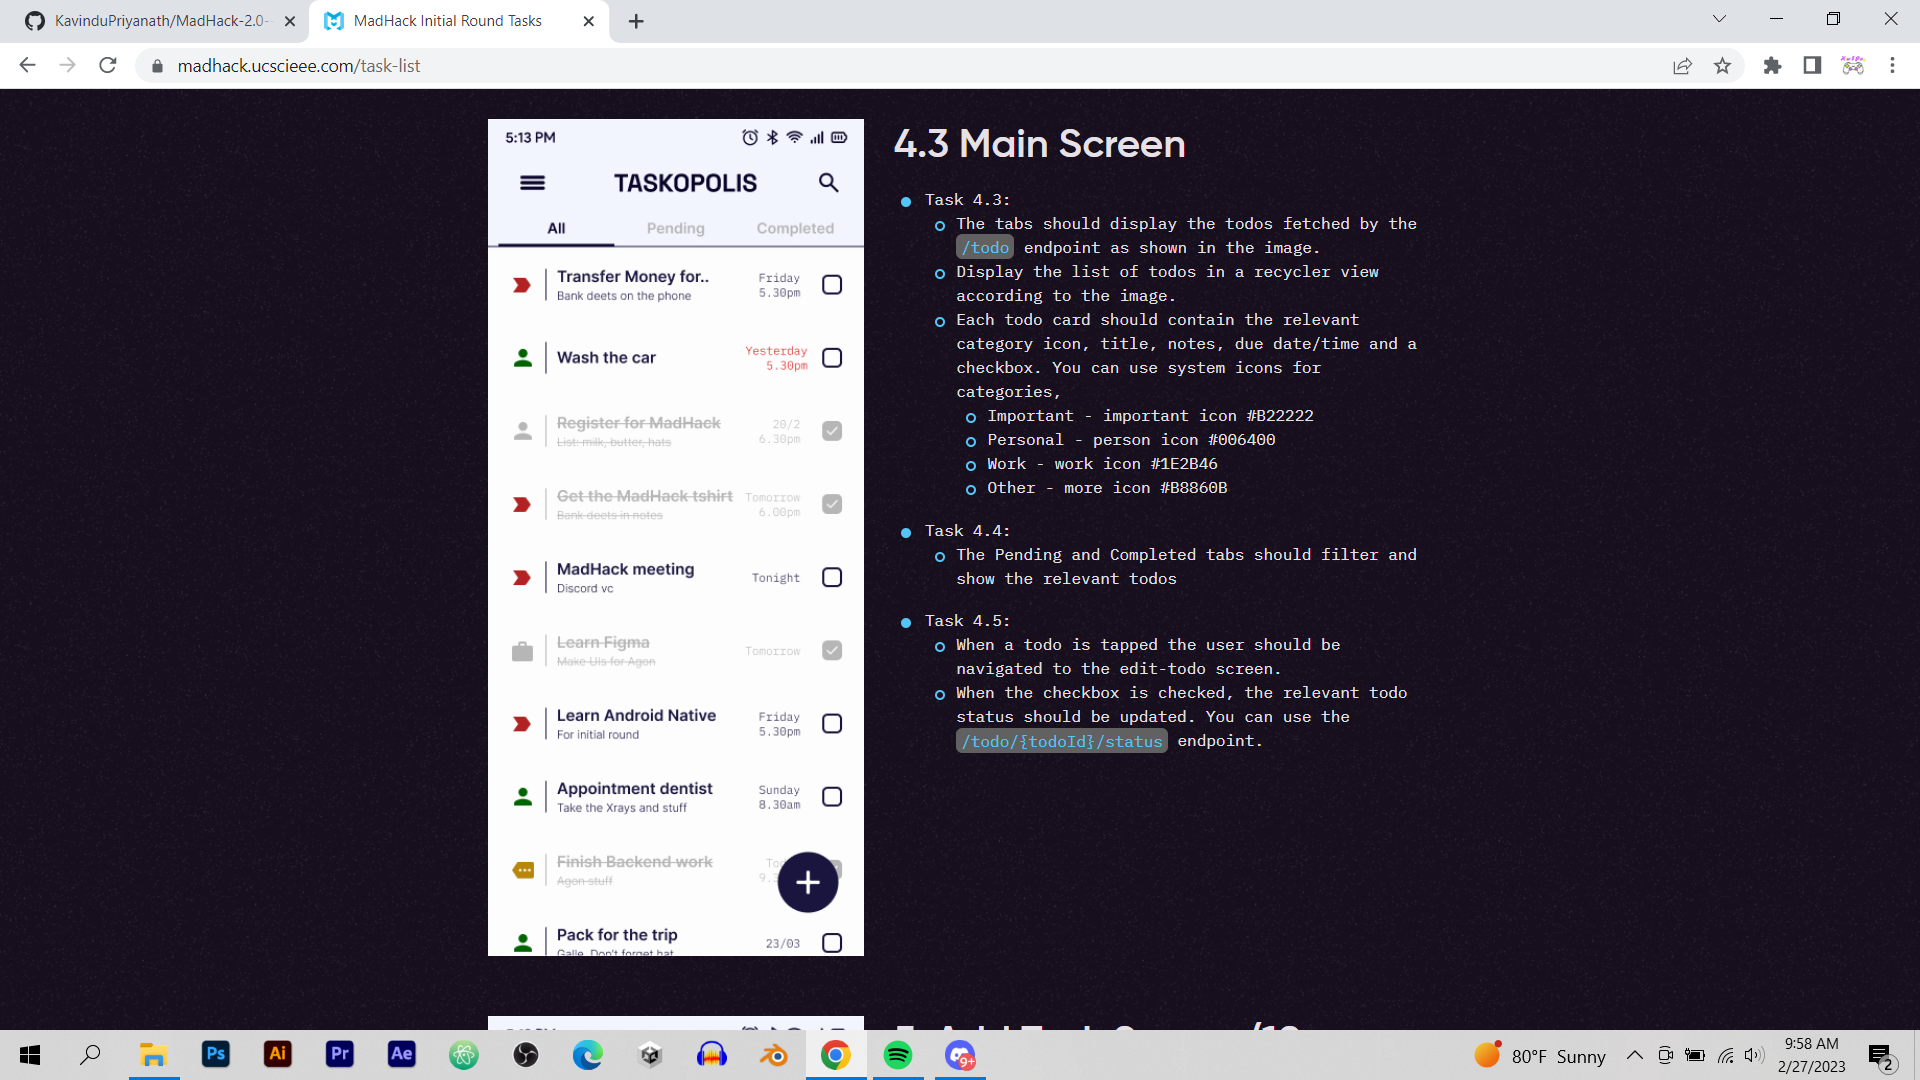 KavinduPriyanath/MadHack-2.0-
MadHack Initial Round Tasks
madhack.ucscieee.com/task-list
5:13 PM
TASKOPOLIS
All Pending Completed
Transfer Money for..
Bank deets on the phone
Friday
5.30pm
Wash the car
Yesterday
5.30pm
Register for MadHack
List: milk, butter, hats
20/2
6.30pm
Get the MadHack tshirt
Bank deets in notes
Tomorrow
6.00pm
MadHack meeting
Discord vc
Tonight
Learn Figma
Make UIs for Agon
Tomorrow
Learn Android Native
For initial round
Friday
5.30pm
Appointment dentist
Take the Xrays and stuff
Sunday
8.30am
Finish Backend work
Agon stuff
Pack for the trip
Galle, Don't forget hat
23/03
4.3 Main Screen
Task 4.3:
The tabs should display the todos fetched by the
/todo endpoint as shown in the image.
Display the list of todos in a recycler view
according to the image.
Each todo card should contain the relevant
category icon, title, notes, due date/time and a
checkbox. You can use system icons for
categories,
Important - important icon #B22222
Personal - person icon #006400
Work - work icon #1E2B46
Other - more icon #B8860B
Task 4.4:
The Pending and Completed tabs should filter and
show the relevant todos
Task 4.5:
When a todo is tapped the user should be
navigated to the edit-todo screen.
When the checkbox is checked, the relevant todo
status should be updated. You can use the
/todo/{todoId}/status endpoint.
Ps
Ai
Pr
Ae
9+
80°F Sunny
9:58 AM
2/27/2023
2